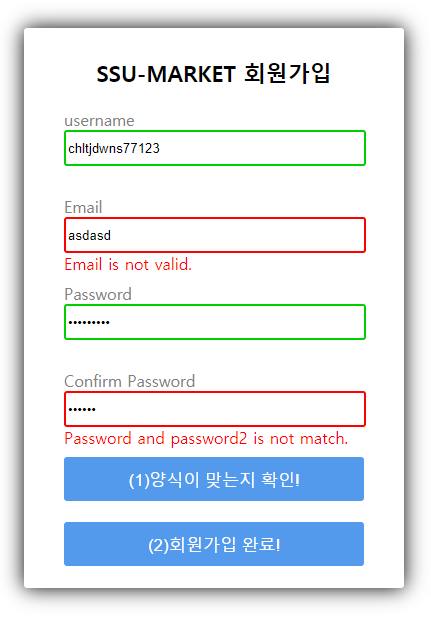 SSU-MARKET 회원가입
username
chltjdwns77123
Email
asdasd
Email is not valid.
Password
•••••••••
Confirm Password
••••••
Password and password2 is not match.
(1)양식이 맞는지 확인!
(2)회원가입 완료!